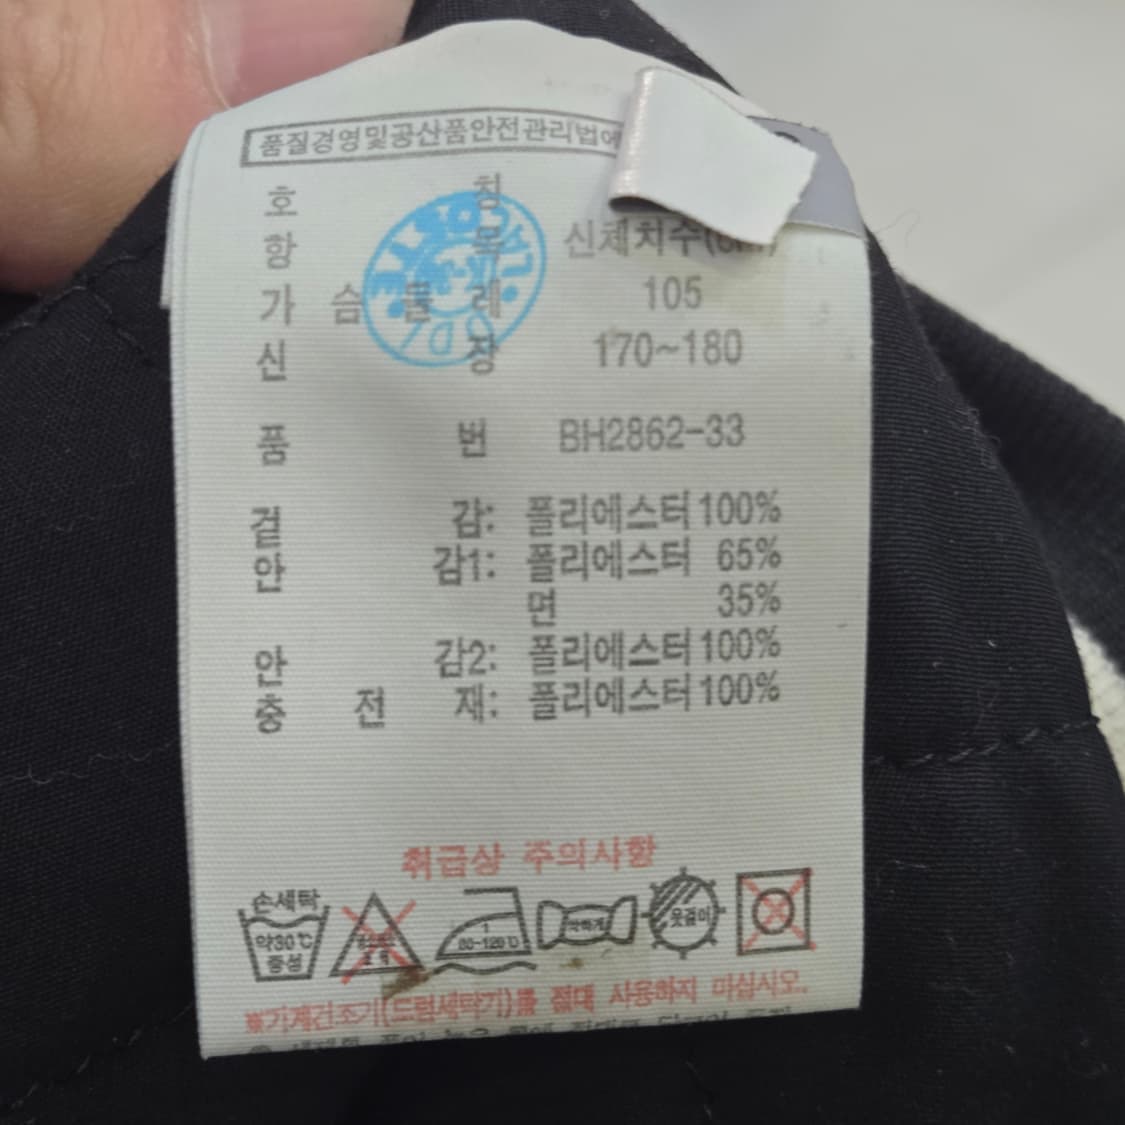 품질경영및공산품안전관리법에
호 칭
항 목 신체치수(cm)
가 슴 둘 레 105
신 장 170~180
품 번 BH2862-33
겉 감: 폴리에스터 100%
안 감1: 폴리에스터 65%
면 35%
안 감2: 폴리에스터 100%
충 전 재: 폴리에스터 100%
취급상 주의사항
손세탁
약30℃
중성
약하게
옷걸이
※기계건조기(드럼세탁기)를 절대 사용하지 마십시오.